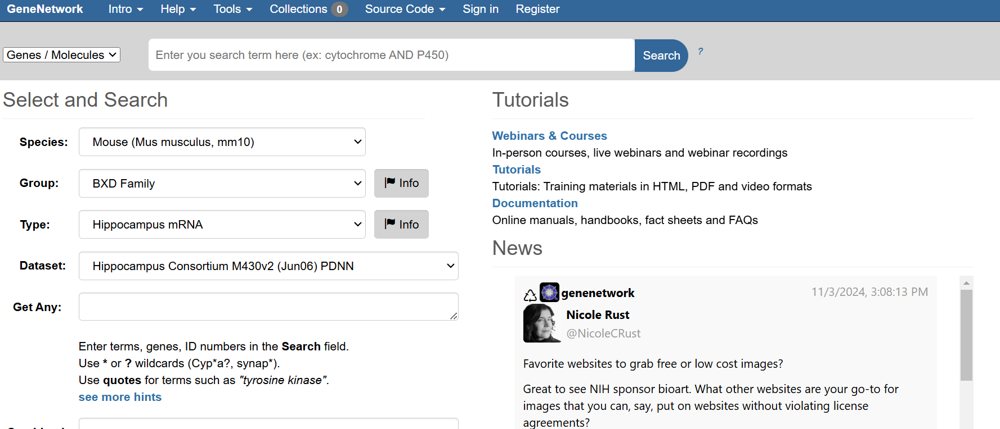 GeneNetwork Intro Help Tools Collections 0 Source Code Sign in Register
Genes / Molecules Enter you search term here (ex: cytochrome AND P450) Search ?
Select and Search
Species: Mouse (Mus musculus, mm10)
Group: BXD Family Info
Type: Hippocampus mRNA Info
Dataset: Hippocampus Consortium M430v2 (Jun06) PDNN
Get Any:
Enter terms, genes, ID numbers in the Search field.
Use * or ? wildcards (Cyp*a?, synap*).
Use quotes for terms such as "tyrosine kinase".
see more hints
Tutorials
Webinars & Courses
In-person courses, live webinars and webinar recordings
Tutorials
Tutorials: Training materials in HTML, PDF and video formats
Documentation
Online manuals, handbooks, fact sheets and FAQs
News
genenetwork 11/3/2024, 3:08:13 PM
Nicole Rust
@NicoleCRust
Favorite websites to grab free or low cost images?
Great to see NIH sponsor bioart. What other websites are your go-to for
images that you can, say, put on websites without violating license
agreements?